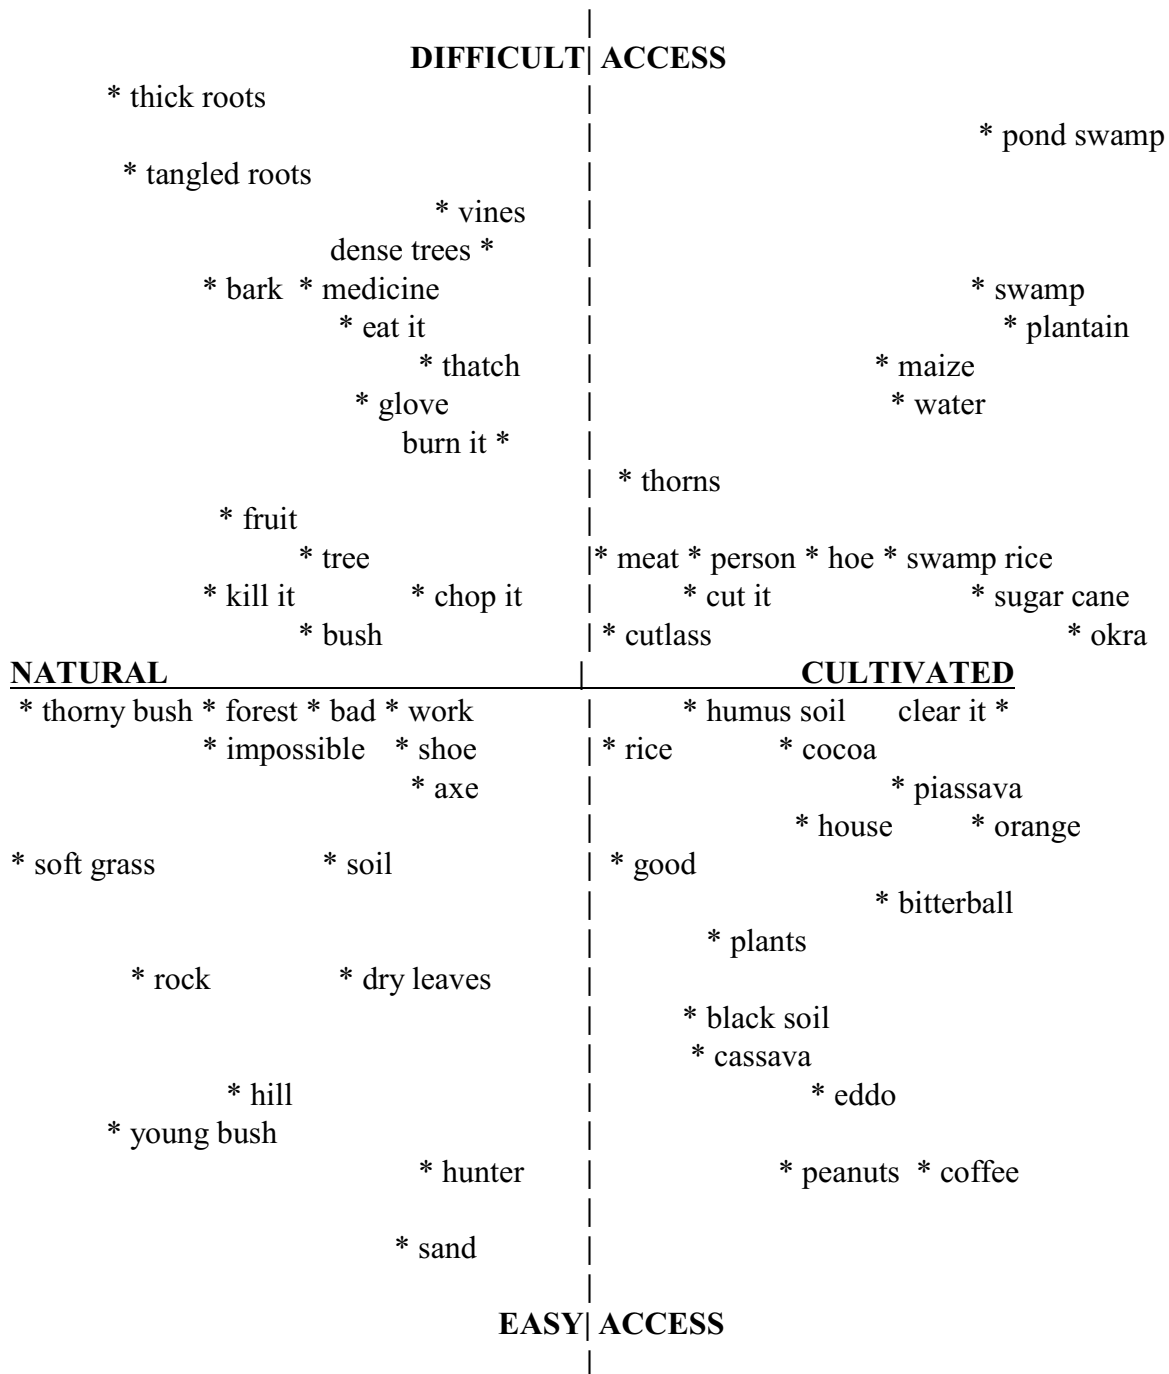 |
DIFFICULT| ACCESS
* thick roots |
| * pond swamp
* tangled roots |
* vines |
dense trees * |
* bark * medicine | * swamp
* eat it | * plantain
* thatch | * maize
* glove | * water
burn it * |
| * thorns
* fruit |
* tree |* meat * person * hoe * swamp rice
* kill it * chop it | * cut it * sugar cane
* bush | * cutlass * okra
NATURAL | CULTIVATED
* thorny bush * forest * bad * work | * humus soil clear it *
* impossible * shoe | * rice * cocoa
* axe | * piassava
| * house * orange
* soft grass * soil | * good
| * bitterball
| * plants
* rock * dry leaves |
| * black soil
| * cassava
* hill | * eddo
* young bush |
* hunter | * peanuts * coffee
|
* sand |
|
EASY| ACCESS
|